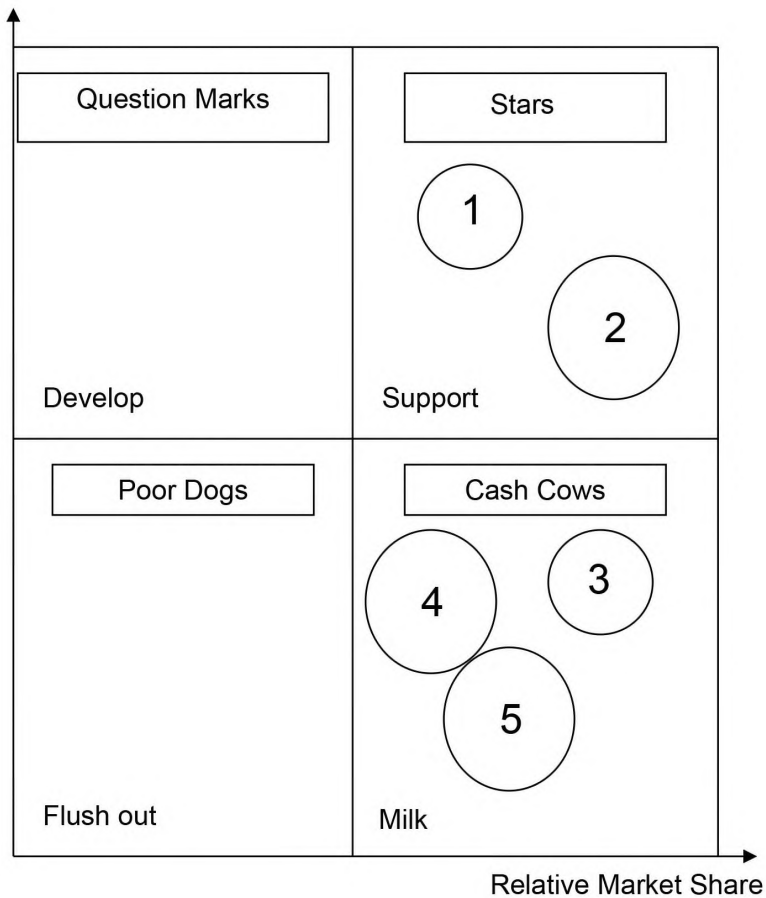 Question Marks
Stars
1
2
Develop
Support
Poor Dogs
Cash Cows
4
3
5
Flush out
Milk
Relative Market Share